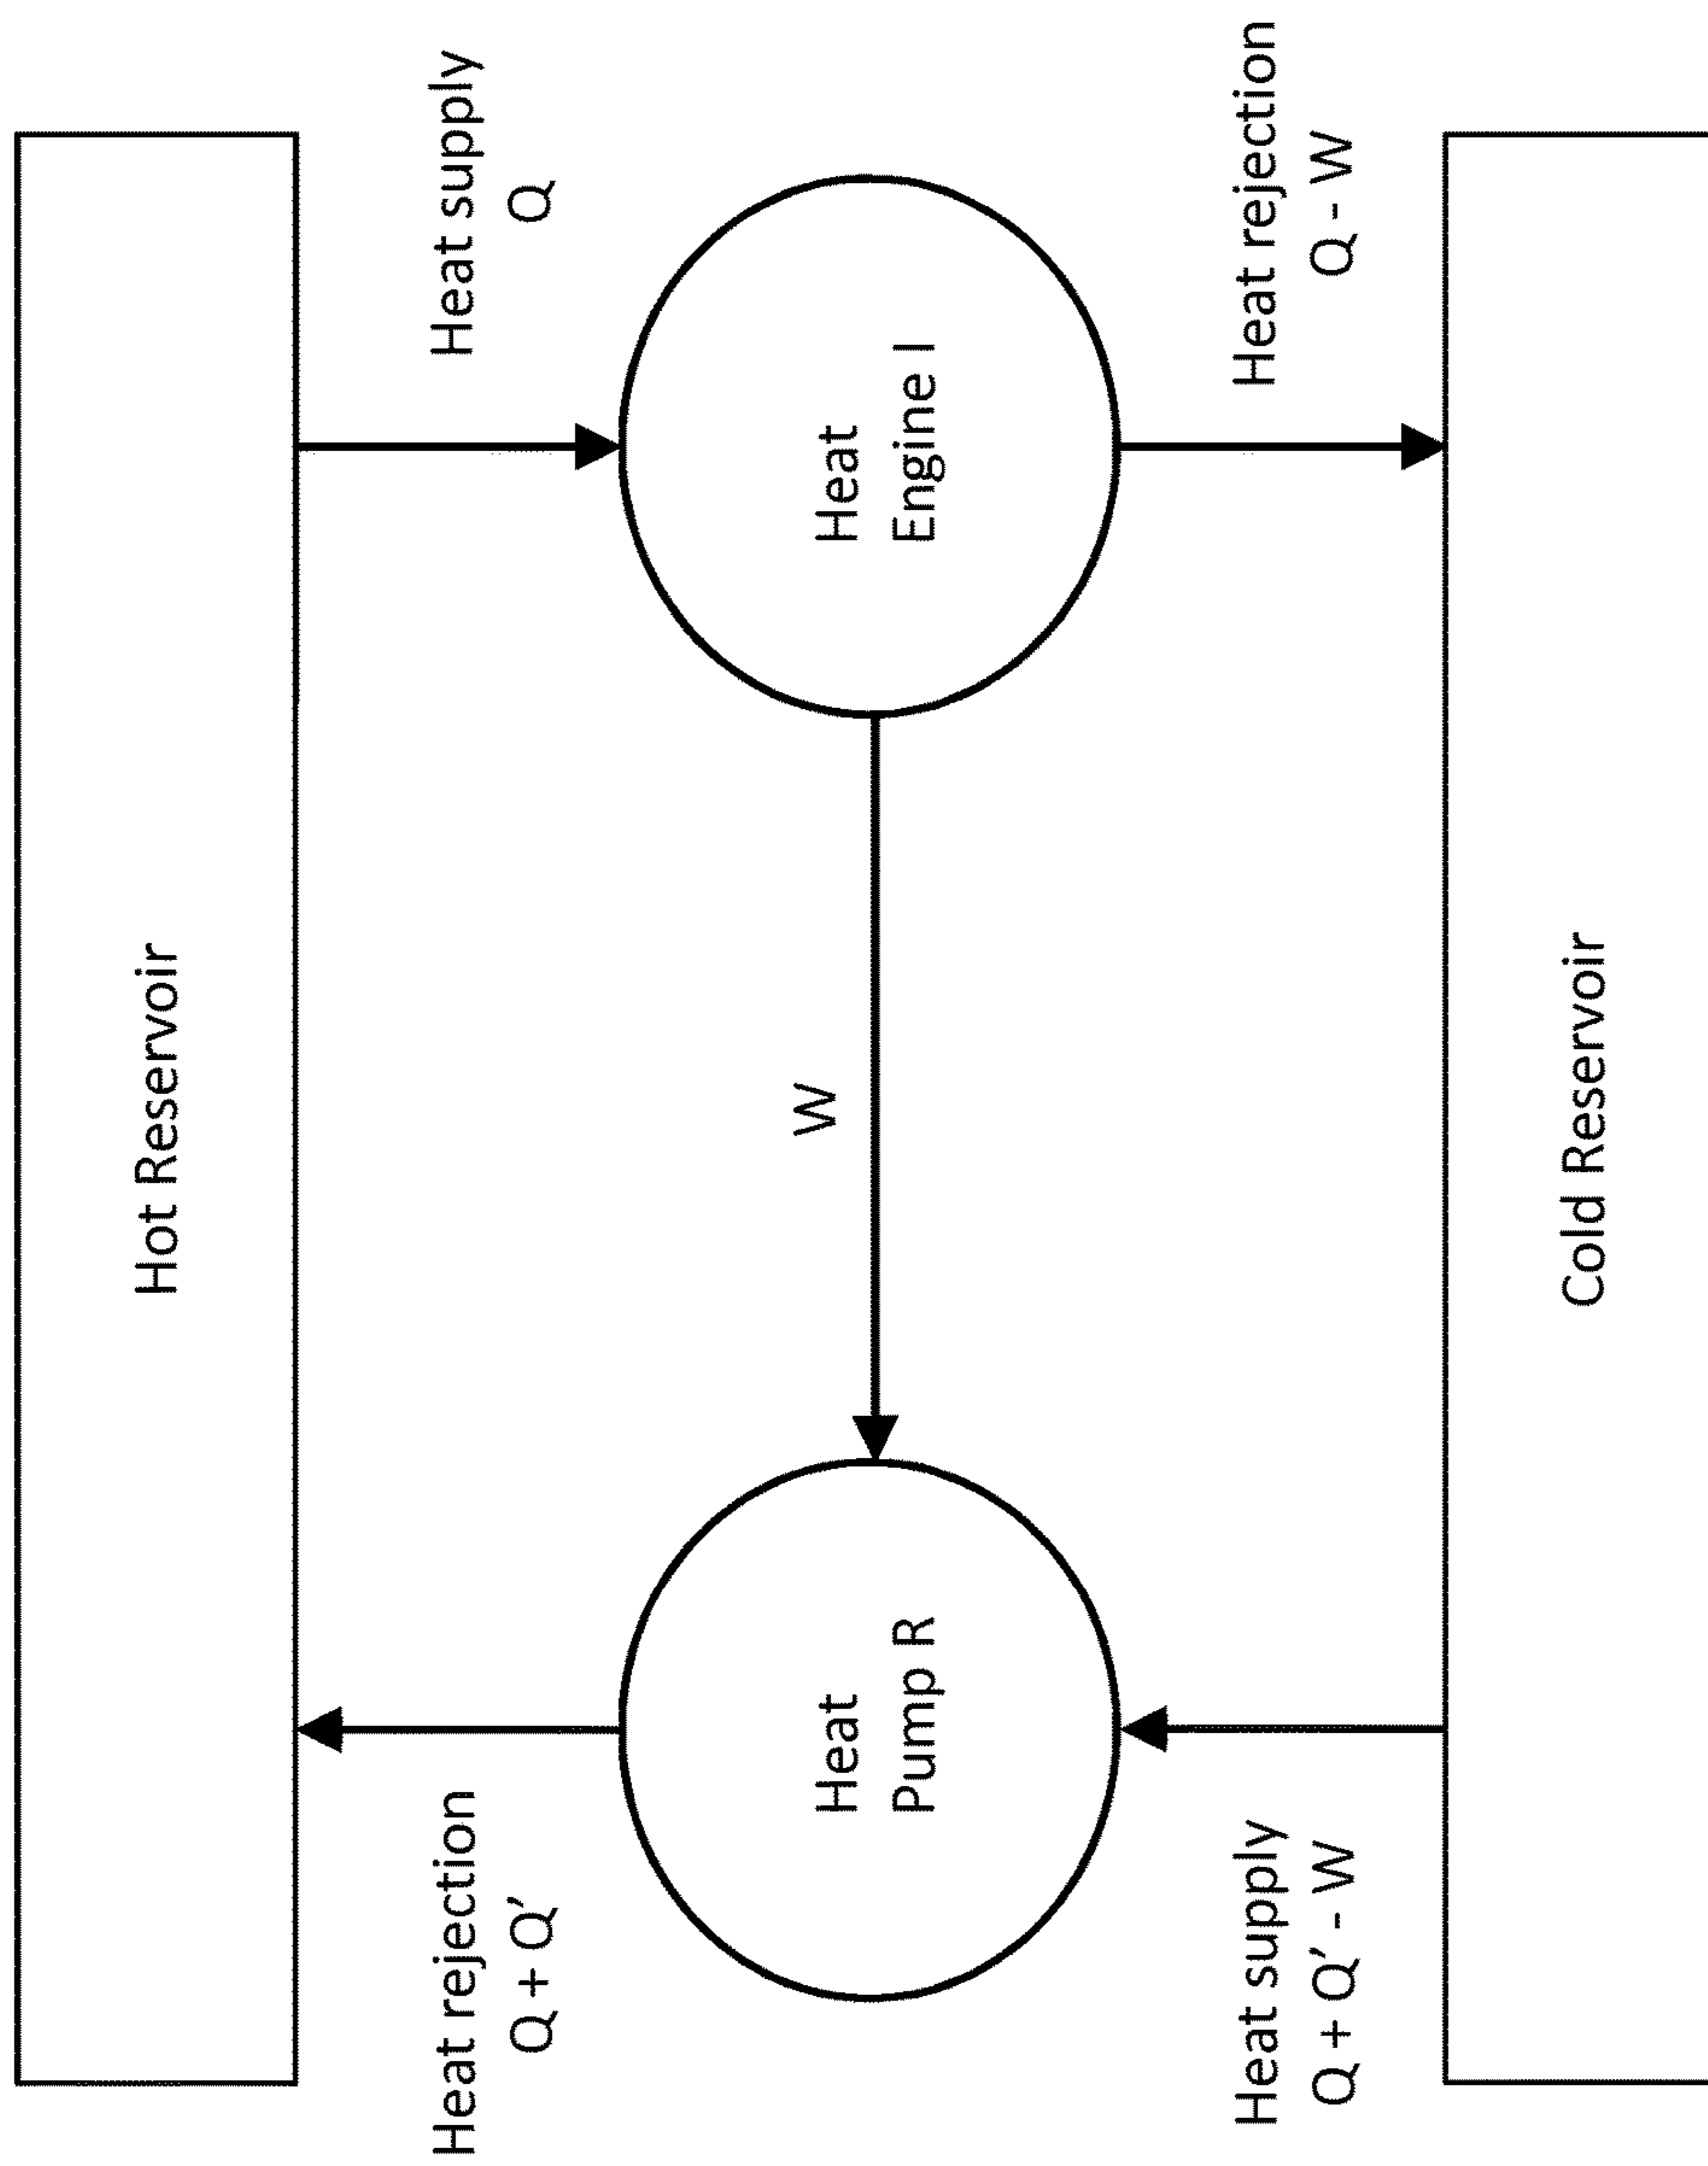 Hot Reservoir
Heat rejection
Q + Q'
Heat supply
Q
W
Heat
Pump R
Heat
Engine I
Heat supply
Q + Q' - W
Heat rejection
Q - W
Cold Reservoir